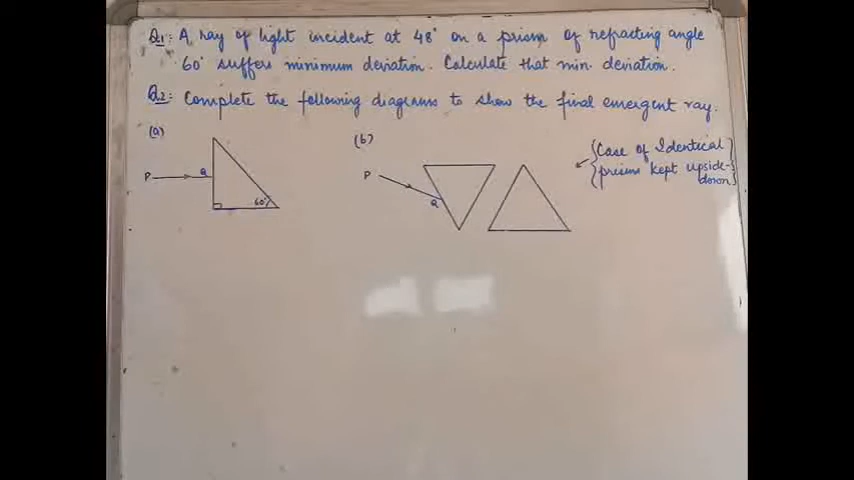 Q1: A ray of light incident at 48° on a prism of refracting angle
60° suffers minimum deviation. Calculate that min. deviation.
Q2: Complete the following diagrams to show the final emergent ray.
(a)
P
Q
60°
(b)
P
Q
{Case of Identical
prism kept upside-
down}